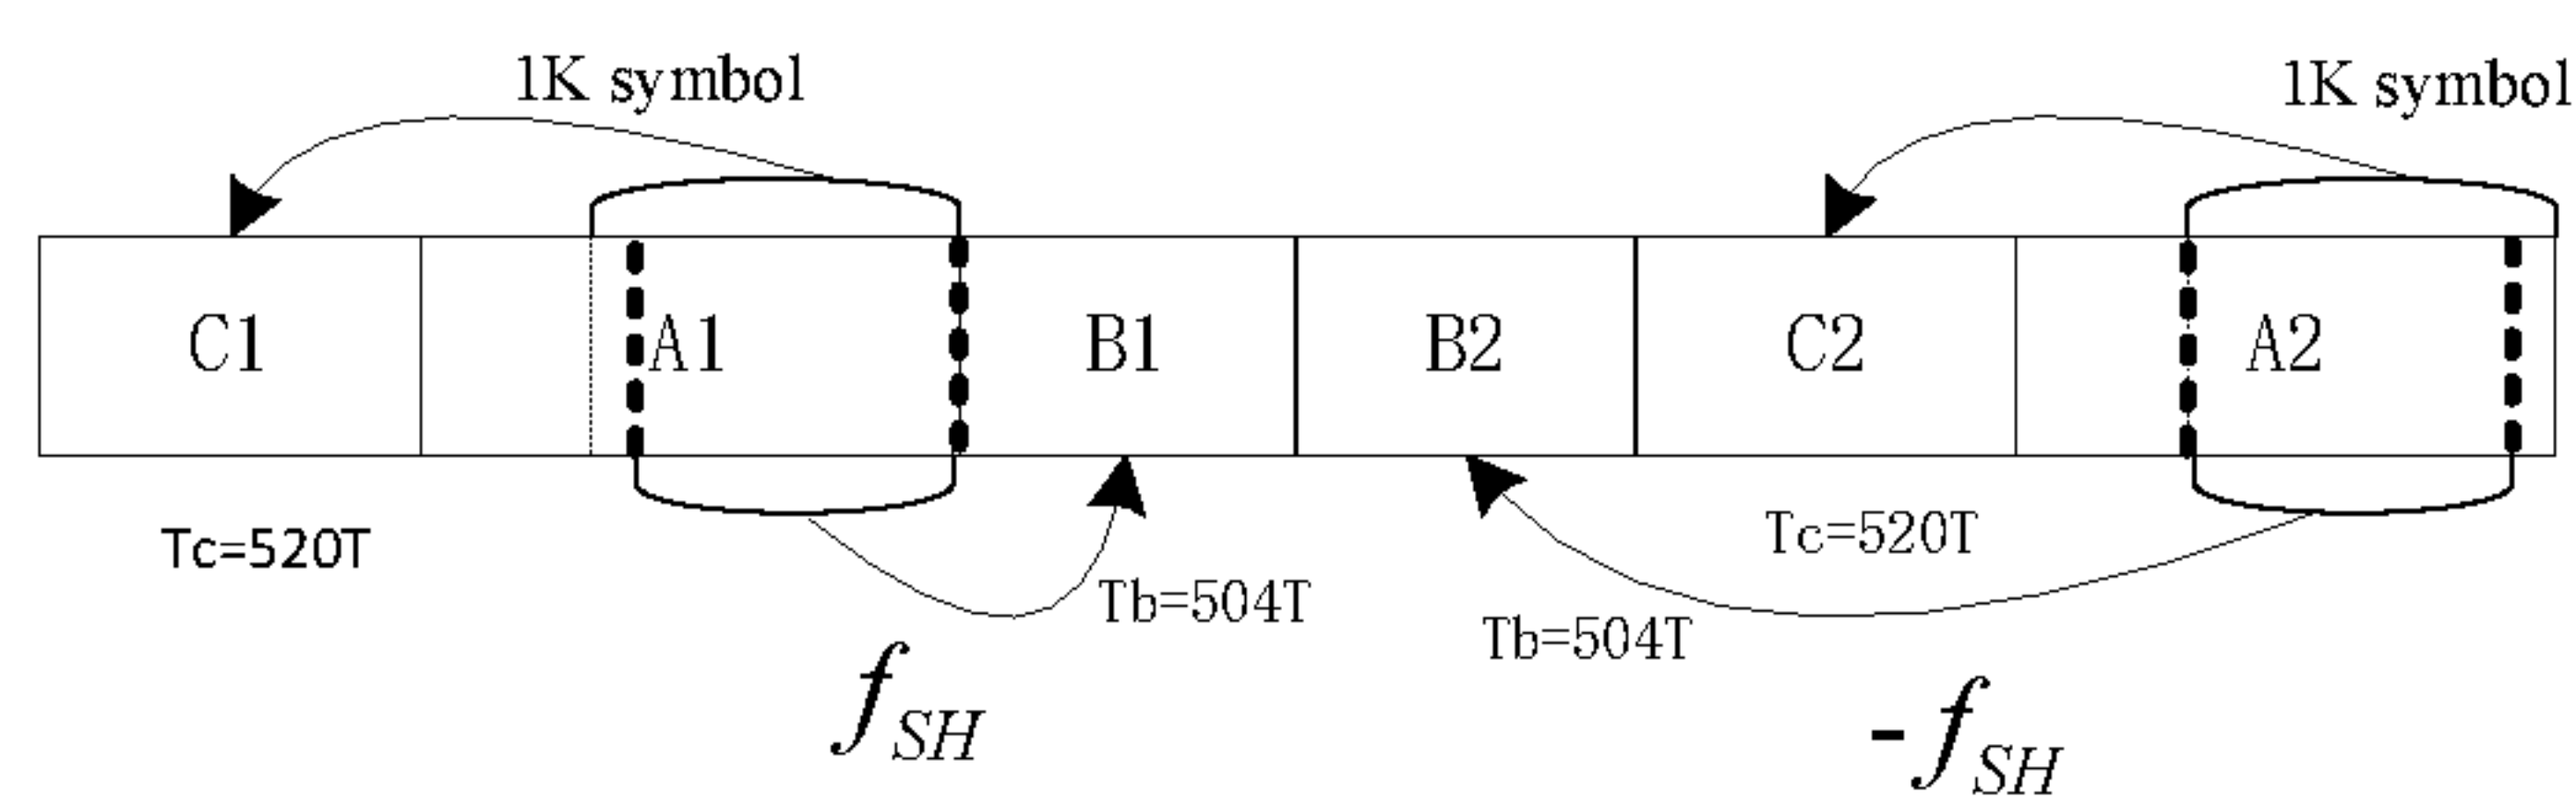 1K symbol
1K symbol
C1
A1
B1
B2
C2
A2
Tc=520T
Tb=504T
Tb=504T
Tc=520T
fSH
-fSH